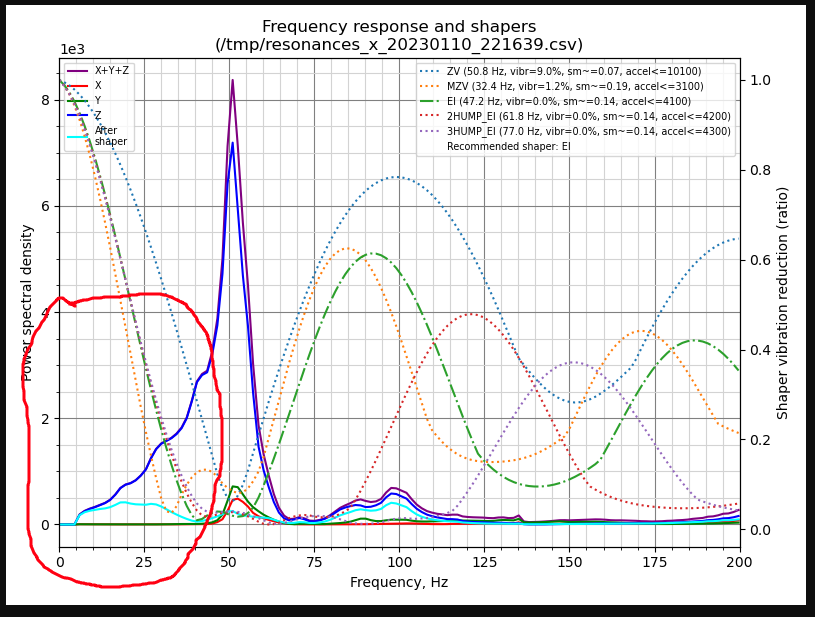 Frequency response and shapers
(/tmp/resonances_x_20230110_221639.csv)
1e3
X+Y+Z
X
Y
Z
After
shaper
ZV (50.8 Hz, vibr=9.0%, sm~=0.07, accel<=10100)
MZV (32.4 Hz, vibr=1.2%, sm~=0.19, accel<=3100)
EI (47.2 Hz, vibr=0.0%, sm~=0.14, accel<=4100)
2HUMP_EI (61.8 Hz, vibr=0.0%, sm~=0.14, accel<=4200)
3HUMP_EI (77.0 Hz, vibr=0.0%, sm~=0.14, accel<=4300)
Recommended shaper: EI
8
6
4
2
0
Power spectral density
1.0
0.8
0.6
0.4
0.2
0.0
Shaper vibration reduction (ratio)
0 25 50 75 100 125 150 175 200
Frequency, Hz